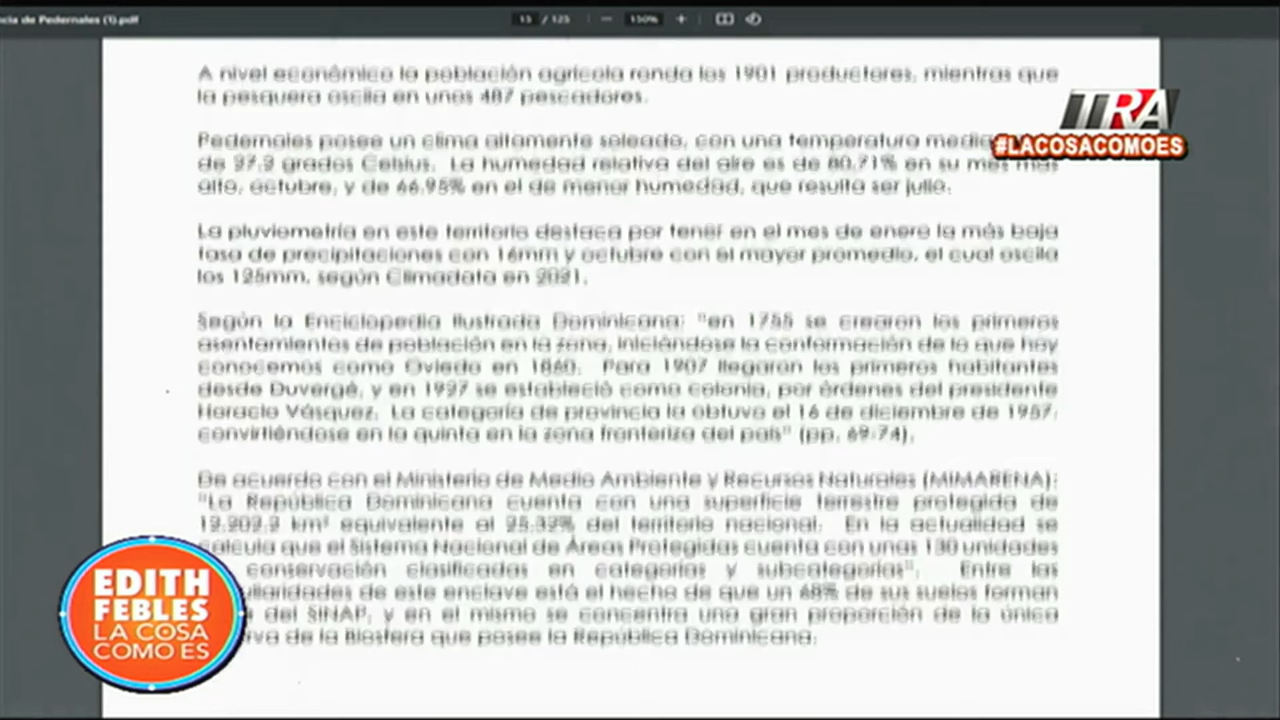 ncia de Pedernales (1).pdf
15 / 125
150%
A nivel económico la población agrícola ronda los 1901 productores, mientras que
la pesquera oscila en unos 487 pescadores.
TRA
#LACOSACOMOES
Pedernales posee un clima altamente soleado, con una temperatura media
de 27.2 grados Celsius. La humedad relativa del aire es de 80.71% en su mes más
alto, octubre, y de 66.95% en el de menor humedad, que resulta ser julio.
La pluviometría en este territorio destaca por tener en el mes de enero la más baja
tasa de precipitaciones con 16mm y octubre con el mayor promedio, el cual oscila
los 125mm, según Climadata en 2021.
Según la Enciclopedia Ilustrada Dominicana: "en 1755 se crearon los primeros
asentamientos de población en la zona, iniciándose la conformación de lo que hoy
conocemos como Oviedo en 1860. Para 1907 llegaron los primeros habitantes
desde Duvergé, y en 1927 se estableció como colonia, por órdenes del presidente
Horacio Vásquez. La categoría de provincia la obtuvo el 16 de diciembre de 1957,
convirtiéndose en la quinta en la zona fronteriza del país" (pp. 69-74).
De acuerdo con el Ministerio de Medio Ambiente y Recursos Naturales (MIMARENA):
"La República Dominicana cuenta con una superficie terrestre protegida de
12,202.2 km² equivalente al 25.32% del territorio nacional. En la actualidad se
calcula que el Sistema Nacional de Áreas Protegidas cuenta con unas 130 unidades
conservación clasificadas en categorías y subcategorías". Entre las
uliaridades de este enclave está el hecho de que un 68% de sus suelos forman
del SINAP, y en el mismo se concentra una gran proporción de la única
rva de la Biosfera que posee la República Dominicana.
EDITH
FEBLES
LA COSA
COMO ES